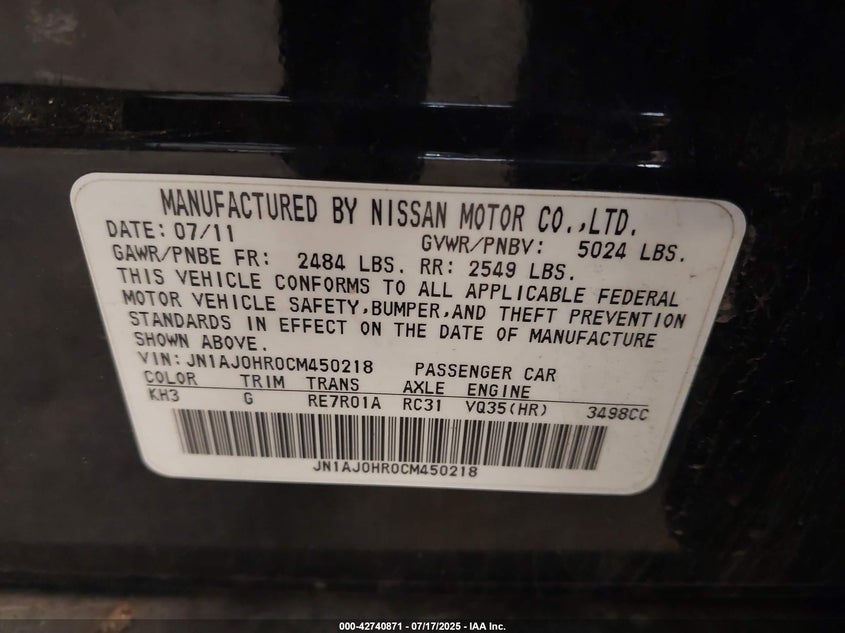 MANUFACTURED BY NISSAN MOTOR CO.,LTD.
DATE: 07/11 GVWR/PNBV: 5024 LBS.
GAWR/PNBE FR: 2484 LBS. RR: 2549 LBS.
THIS VEHICLE CONFORMS TO ALL APPLICABLE FEDERAL
MOTOR VEHICLE SAFETY,BUMPER,AND THEFT PREVENTION
STANDARDS IN EFFECT ON THE DATE OF MANUFACTURE
SHOWN ABOVE.
VIN:JN1AJ0HR0CM450218 PASSENGER CAR
COLOR TRIM TRANS AXLE ENGINE
KH3 G RE7R01A RC31 VQ35(HR) 3498CC
JN1AJ0HR0CM450218
000-42740871 - 07/17/2025 - IAA Inc.